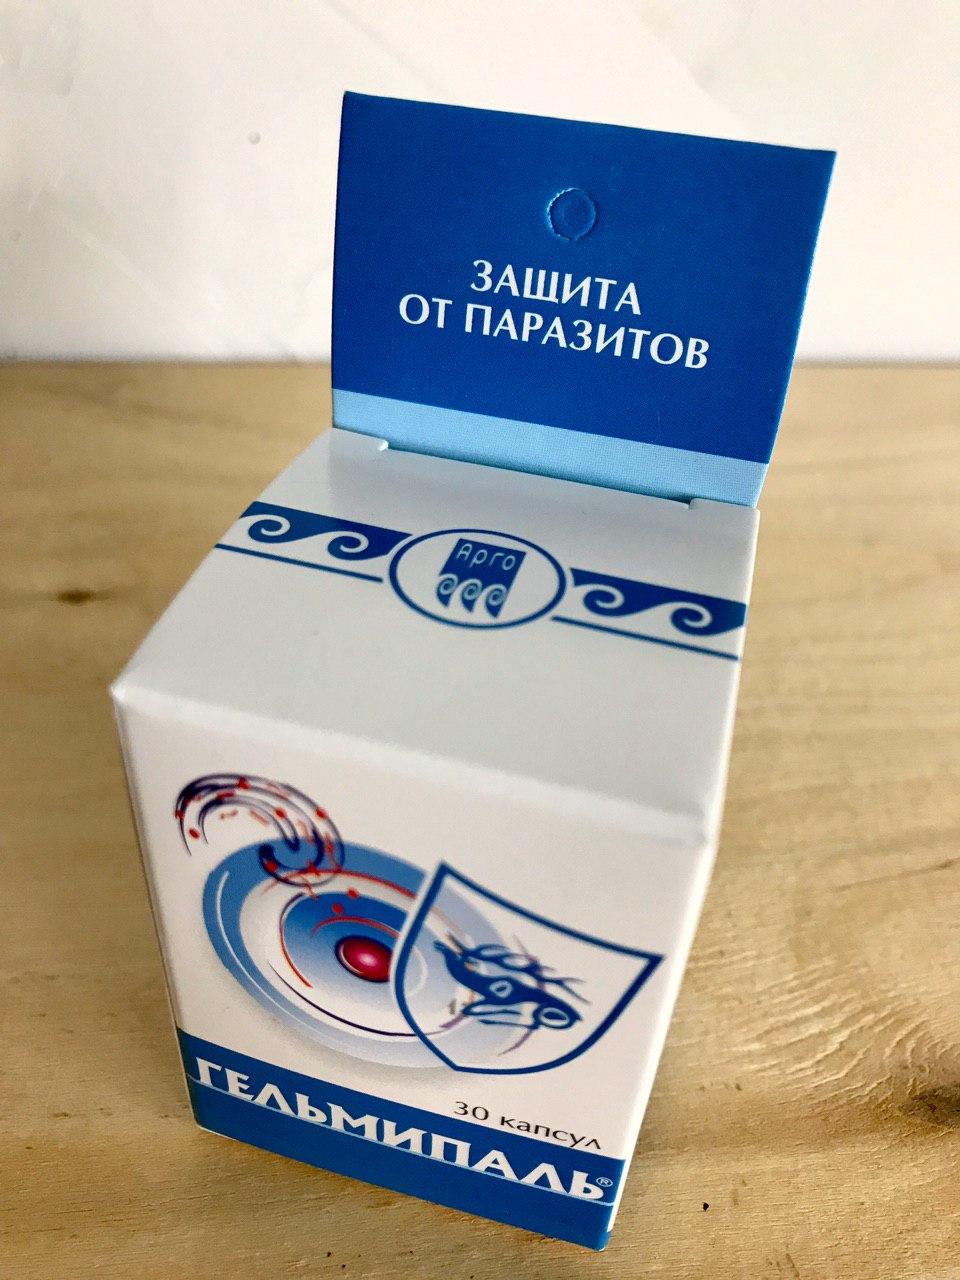 ЗАЩИТА
ОТ ПАРАЗИТОВ
Арго
30 капсул
ГЕЛЬМИПАЛЬ®